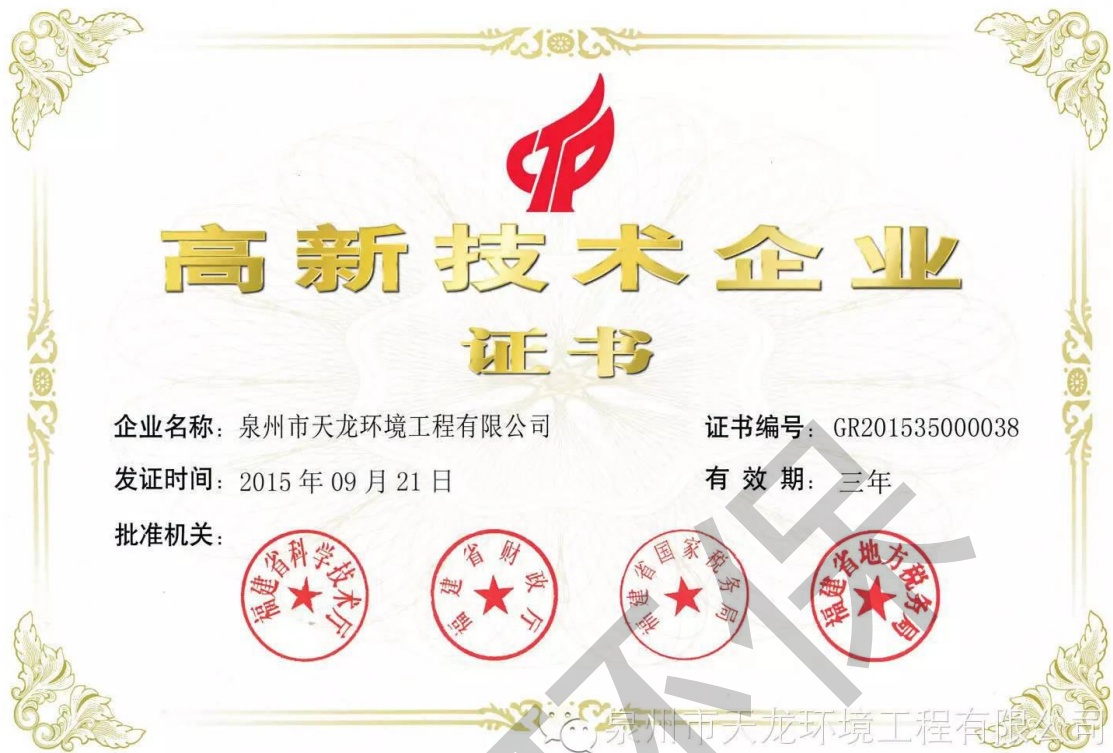 高新技术企业
证书
企业名称：泉州市天龙环境工程有限公司
证书编号：GR201535000038
发证时间：2015年09月21日
有效期：三年
批准机关：
福建省科学技术厅
福建省财政厅
福建省国家税务局
福建省地方税务局
环保
泉州市天龙环境工程有限公司